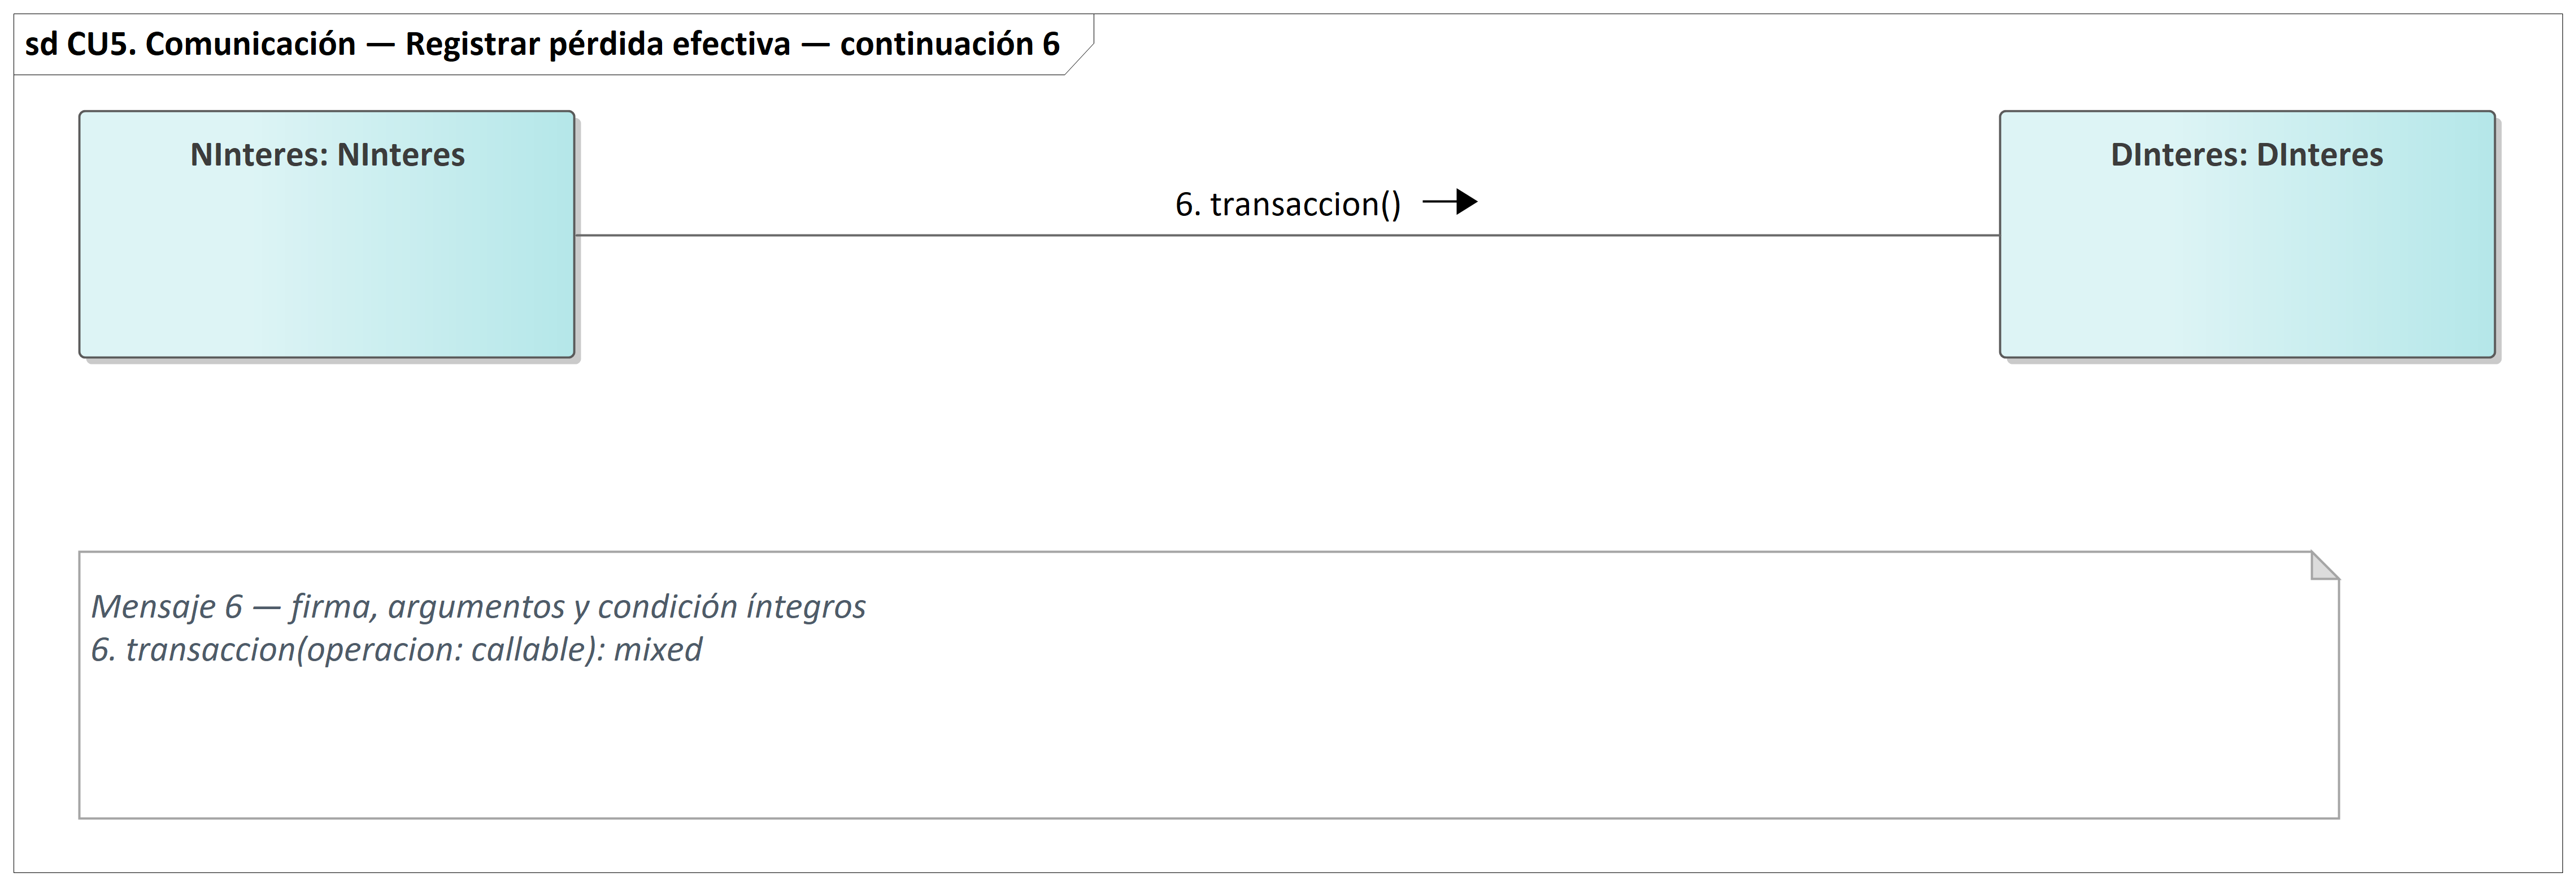 sd CU5. Comunicación — Registrar pérdida efectiva — continuación 6
NInteres: NInteres
DInteres: DInteres
6. transaccion()
Mensaje 6 — firma, argumentos y condición íntegros
6. transaccion(operacion: callable): mixed